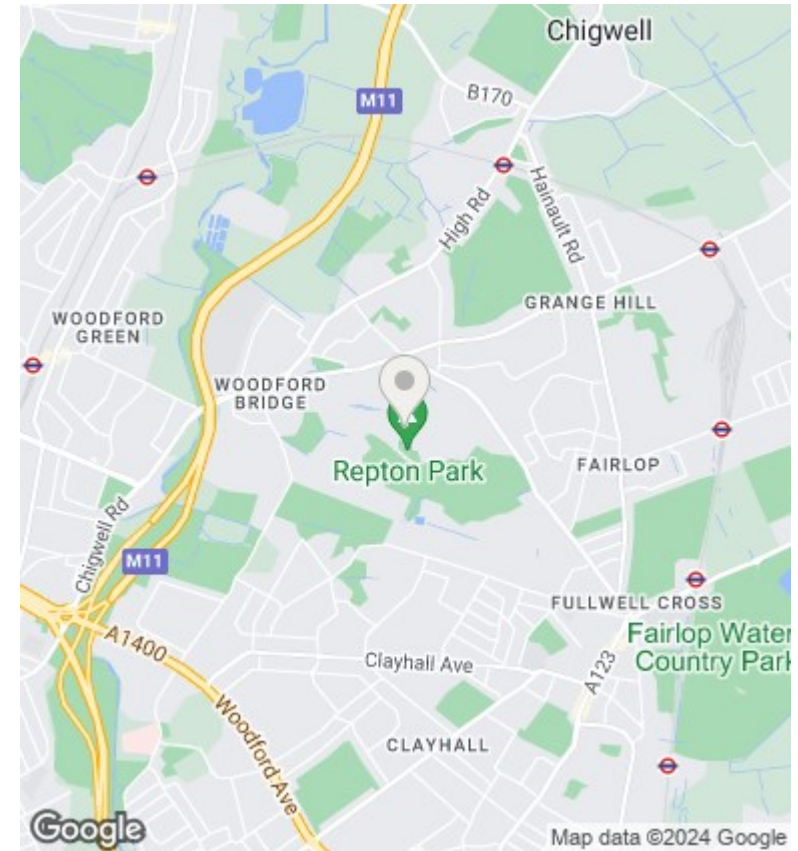 Chigwell
M11
B170
High Rd
Hainault Rd
GRANGE HILL
WOODFORD
GREEN
WOODFORD
BRIDGE
Repton Park
FAIRLOP
Chigwell Rd
M11
FULLWELL CROSS
Fairlop Water
Country Park
A1400
Clayhall Ave
A123
Woodford Ave
CLAYHALL
Google
Map data ©2024 Google